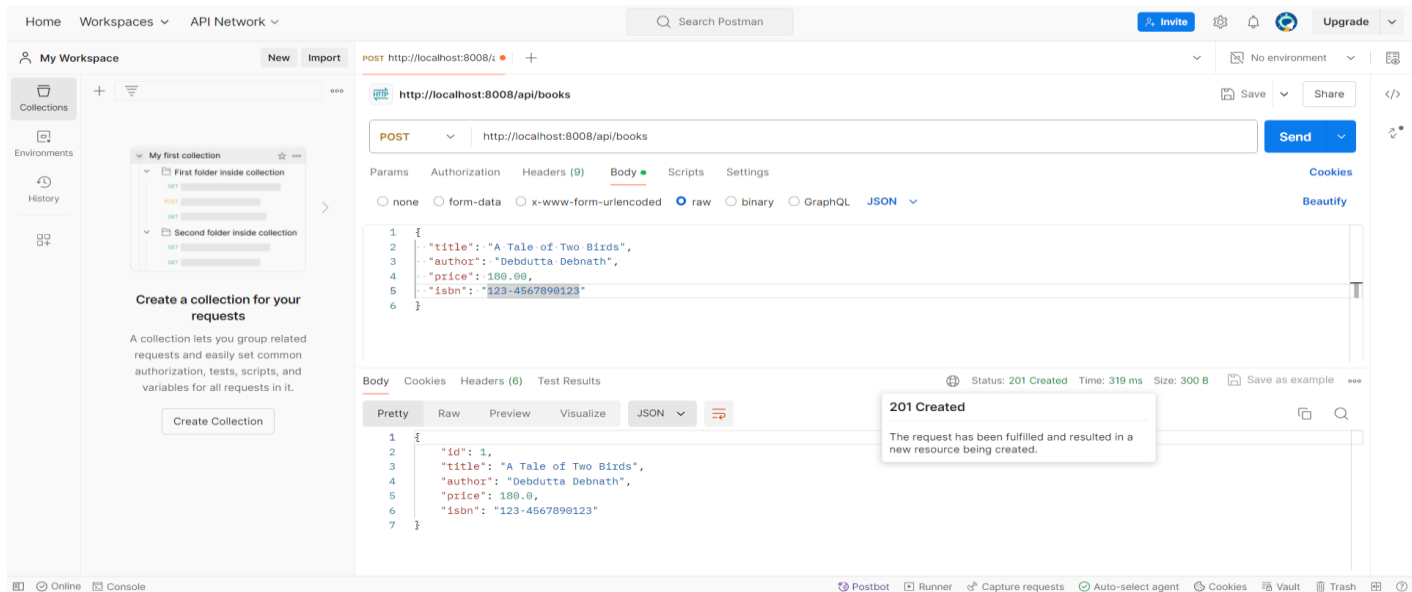 Home Workspaces API Network Search Postman Invite Upgrade
My Workspace New Import POST http://localhost:8008/a No environment
Collections
Environments
History
My first collection
First folder inside collection
GET
POST
GET
Second folder inside collection
GET
GET
Create a collection for your
requests
A collection lets you group related
requests and easily set common
authorization, tests, scripts, and
variables for all requests in it.
Create Collection
HTTP http://localhost:8008/api/books Save Share </>
POST http://localhost:8008/api/books Send
Params Authorization Headers (9) Body Scripts Settings Cookies
none form-data x-www-form-urlencoded raw binary GraphQL JSON Beautify
1 {
2 "title": "A Tale of Two Birds",
3 "author": "Debdutta Debnath",
4 "price": 180.00,
5 "isbn": "123-4567890123"
6 }
Body Cookies Headers (6) Test Results Status: 201 Created Time: 319 ms Size: 300 B Save as example
Pretty Raw Preview Visualize JSON
201 Created
The request has been fulfilled and resulted in a
new resource being created.
1 {
2 "id": 1,
3 "title": "A Tale of Two Birds",
4 "author": "Debdutta Debnath",
5 "price": 180.0,
6 "isbn": "123-4567890123"
7 }
Online Console Postbot Runner Capture requests Auto-select agent Cookies Vault Trash